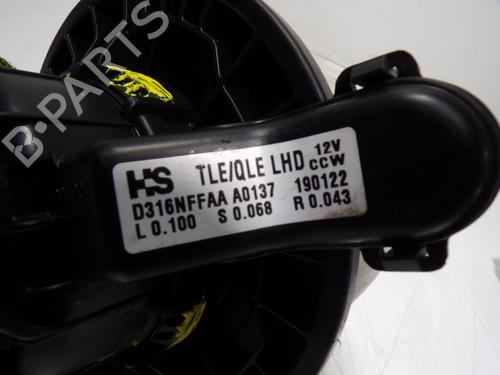 B-PARTS
HS TLE/QLE LHD 12V CCW
D316NFFAA A0137 190122
L 0.100 S 0.068 R 0.043